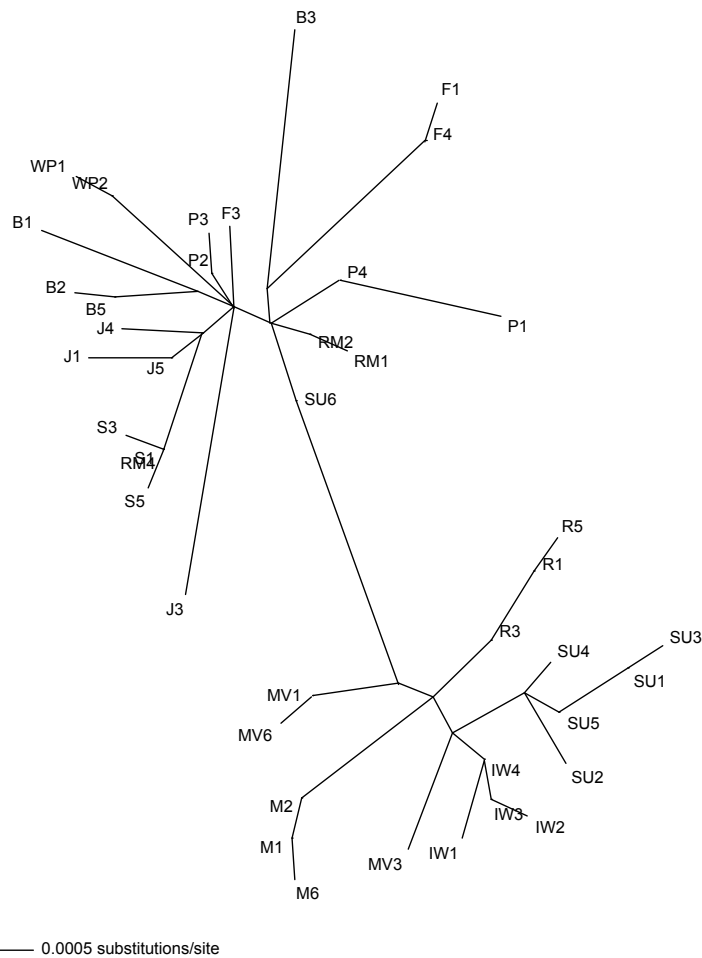 B3
F1
F4
WP1
WP2
B1
P3
F3
P2
P4
B2
B5
P1
J4
RM2
RM1
J1
J5
SU6
S3
S1
RM4
S5
R5
R1
J3
R3
SU3
SU4
SU1
MV1
SU5
MV6
IW4
SU2
M2
IW3
IW2
M1
IW1
MV3
M6
0.0005 substitutions/site